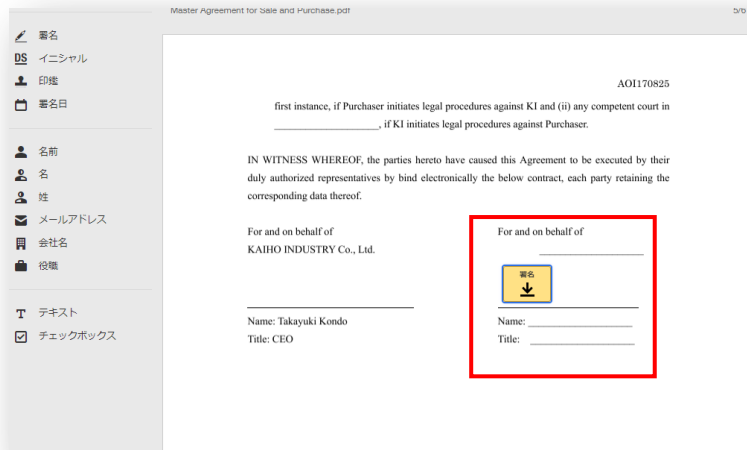 Master Agreement for Sale and Purchase.pdf
5/6
署名
DS イニシャル
印鑑
署名日
名前
名
姓
メールアドレス
会社名
役職
T テキスト
チェックボックス
AOI170825
first instance, if Purchaser initiates legal procedures against KI and (ii) any competent court in
____________________, if KI initiates legal procedures against Purchaser.
IN WITNESS WHEREOF, the parties hereto have caused this Agreement to be executed by their
duly authorized representatives by bind electronically the below contract, each party retaining the
corresponding data thereof.
For and on behalf of
KAIHO INDUSTRY Co., Ltd.
Name: Takayuki Kondo
Title: CEO
For and on behalf of
署名
Name: ____________________
Title: ____________________